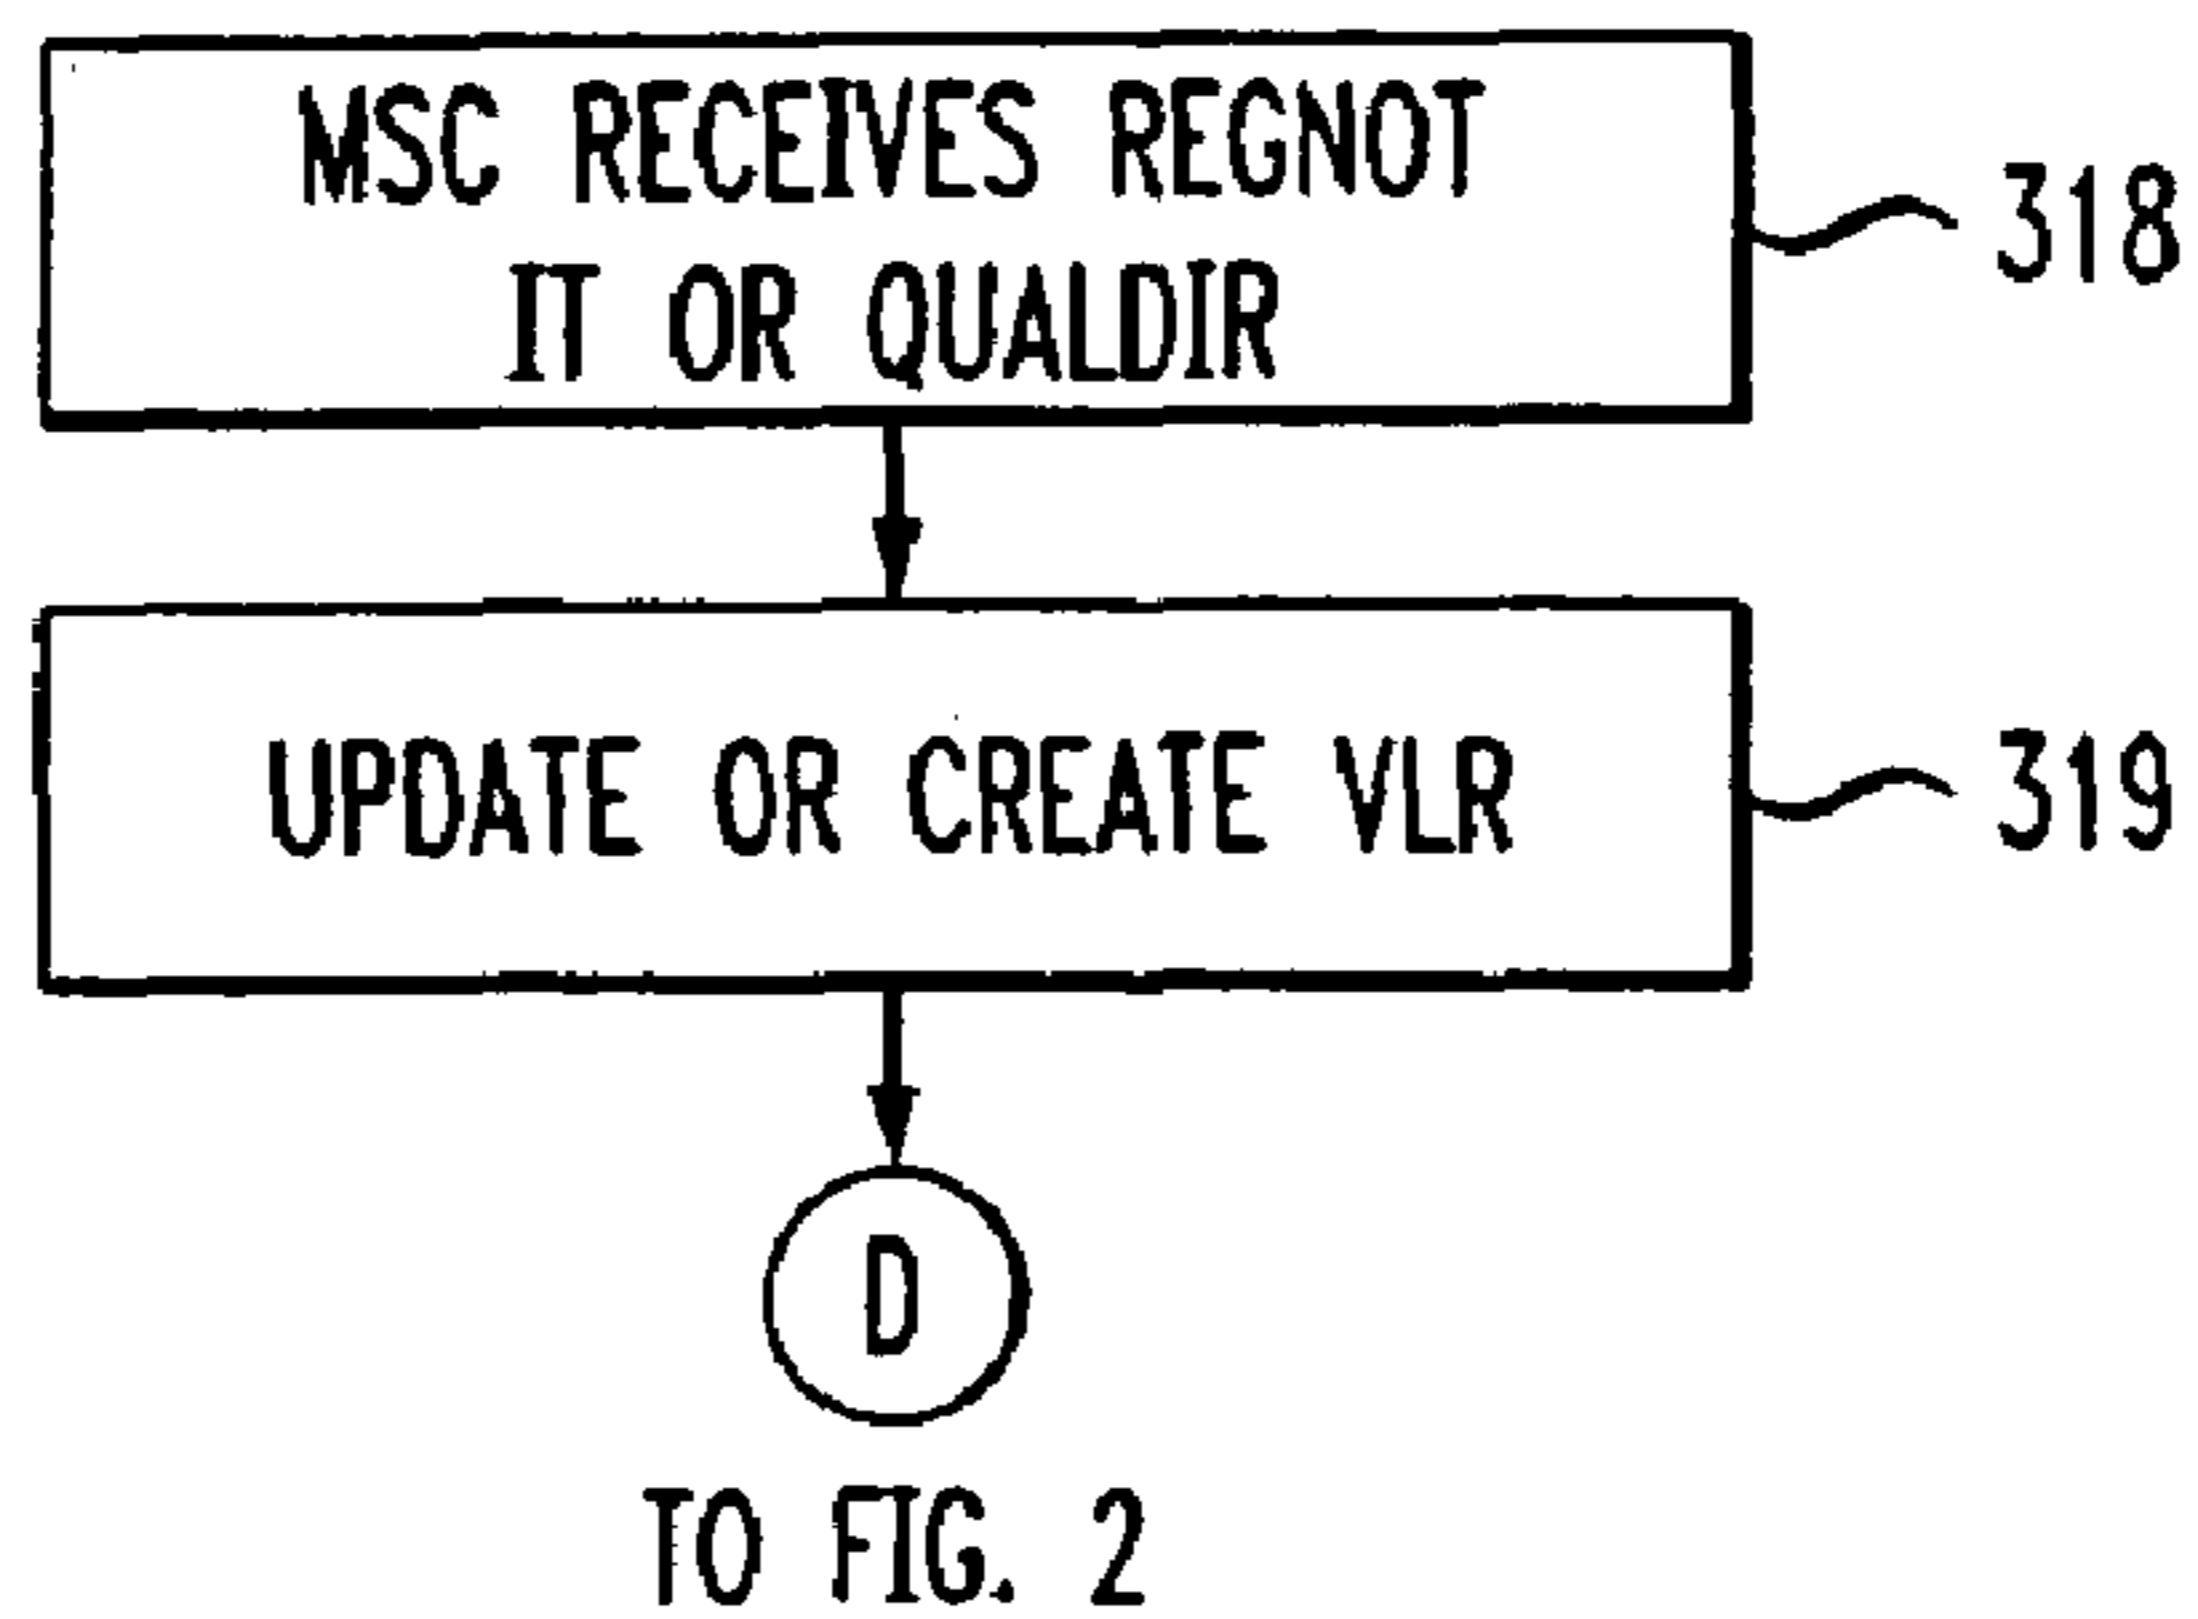 MSC RECEIVES REGNOT
IT OR QUALDIR
318
UPDATE OR CREATE VLR
319
D
TO FIG. 2